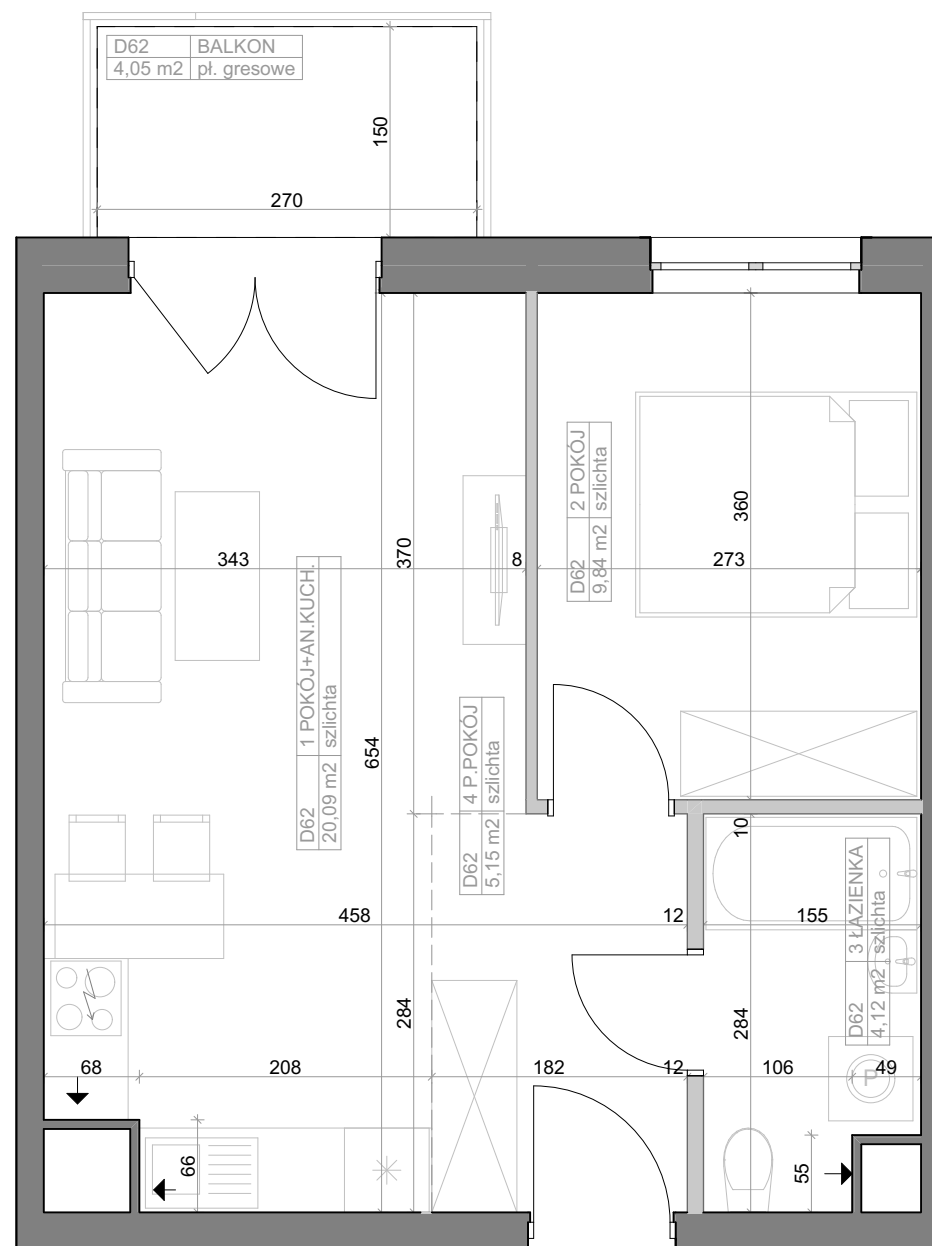 D62 BALKON
4,05 m2 pł. gresowe
150
270
D62 2 POKÓJ
9,84 m2 szlichta
360
343
370
8
273
D62 1 POKÓJ+AN.KUCH.
20,09 m2 szlichta
654
D62 4 P.POKÓJ
5,15 m2 szlichta
10
D62 3 ŁAZIENKA
4,12 m2 szlichta
458
12
155
284
284
68
208
182
12
106
49
P
66
55